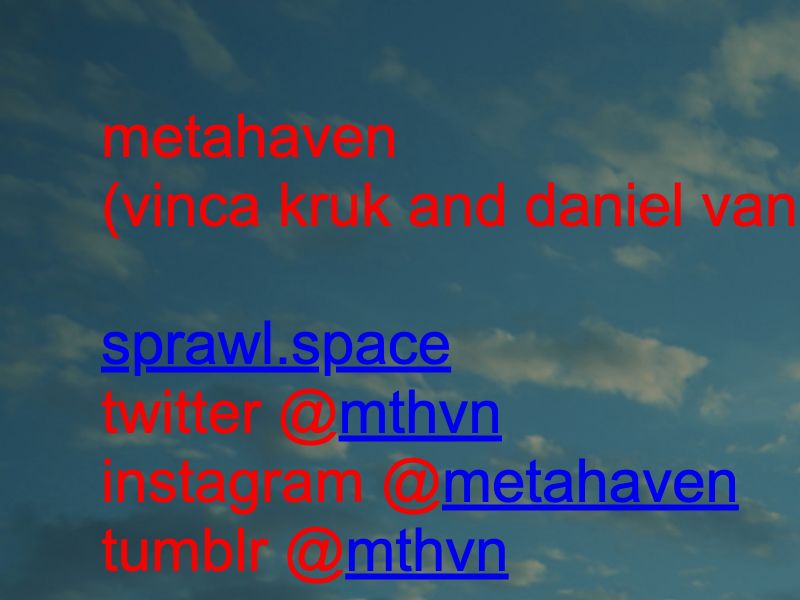 metahaven
(vinca kruk and daniel van
sprawl.space
twitter @mthvn
instagram @metahaven
tumblr @mthvn